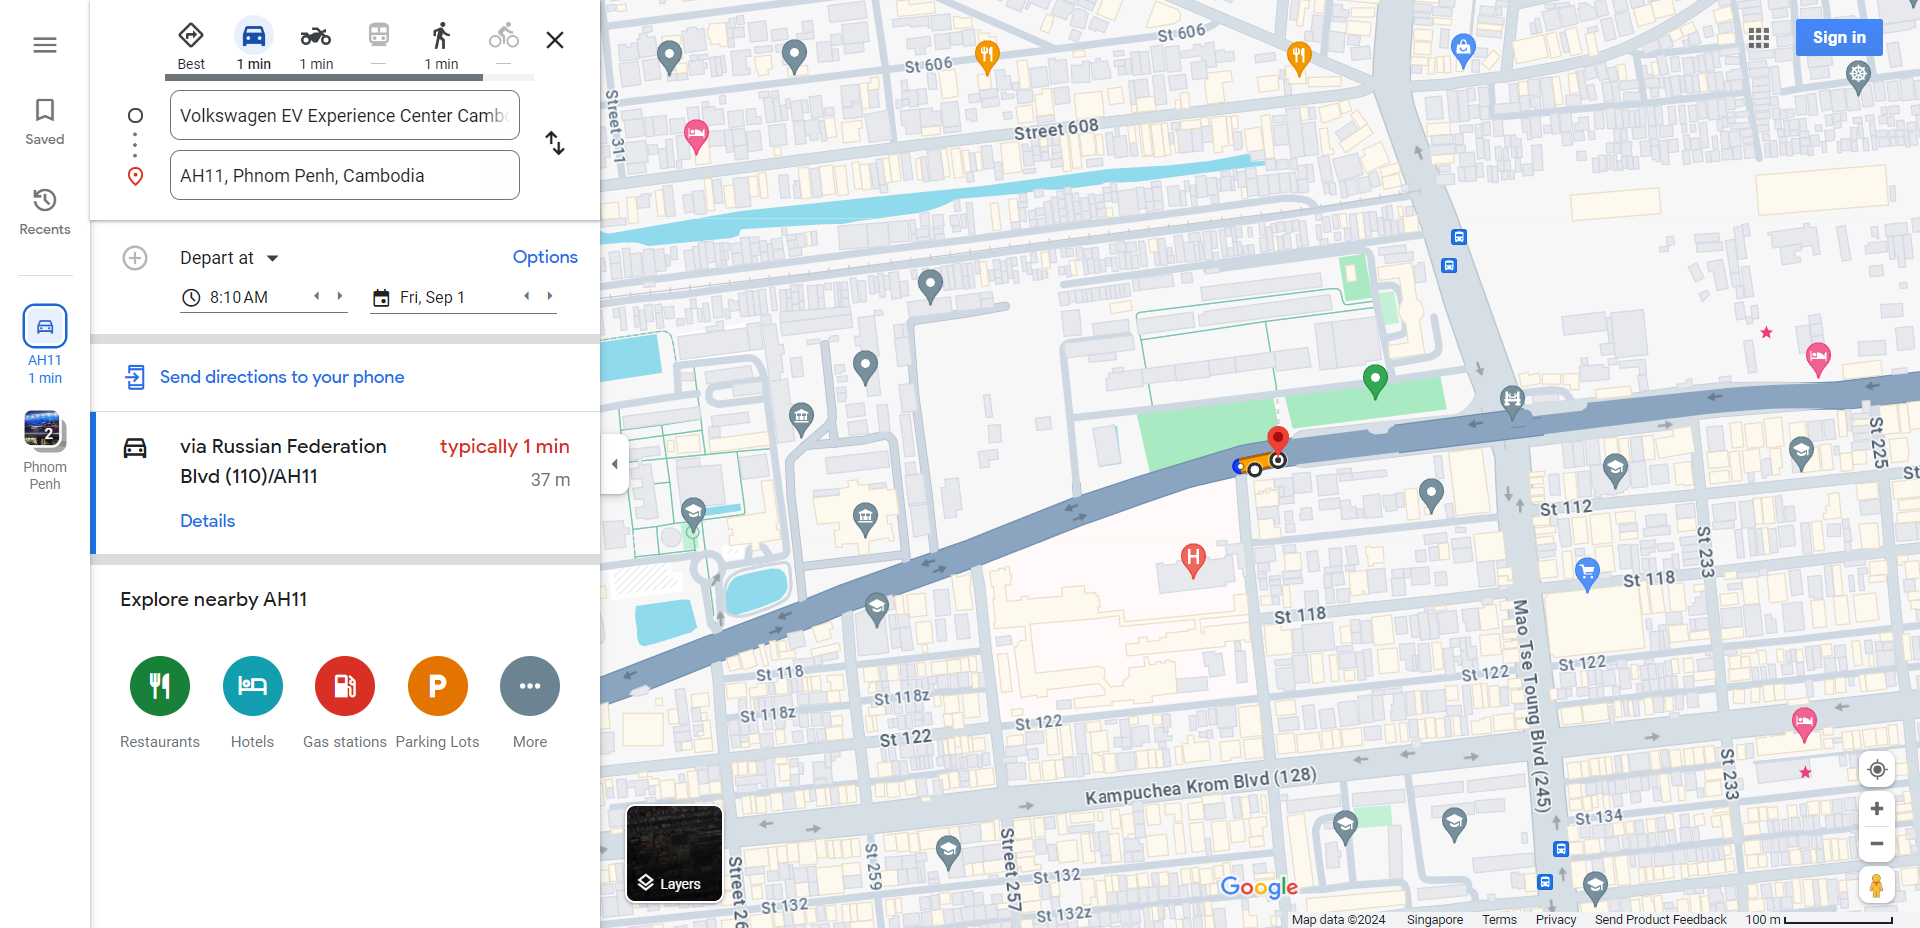 Best
1 min
1 min
—
1 min
—
Sign in
Saved
Recents
AH11
1 min
2
Phnom
Penh
Volkswagen EV Experience Center Camb
AH11, Phnom Penh, Cambodia
Depart at
Options
8:10 AM
Fri, Sep 1
Send directions to your phone
via Russian Federation
Blvd (110)/AH11
typically 1 min
37 m
Details
Explore nearby AH11
P
Restaurants
Hotels
Gas stations
Parking Lots
More
St 606
St 606
Street 311
Street 608
H
St 225
St
St 112
St 233
St 118
St 118
Mao Tse Toung Blvd (245)
St 122
St 122
St 118
St 118z
St 118z
St 122
St 122
Kampuchea Krom Blvd (128)
St 233
St 134
Street 257
St 259
Street 26
St 132
St 132
St 132z
Layers
Google
Map data ©2024
Singapore
Terms
Privacy
Send Product Feedback
100 m